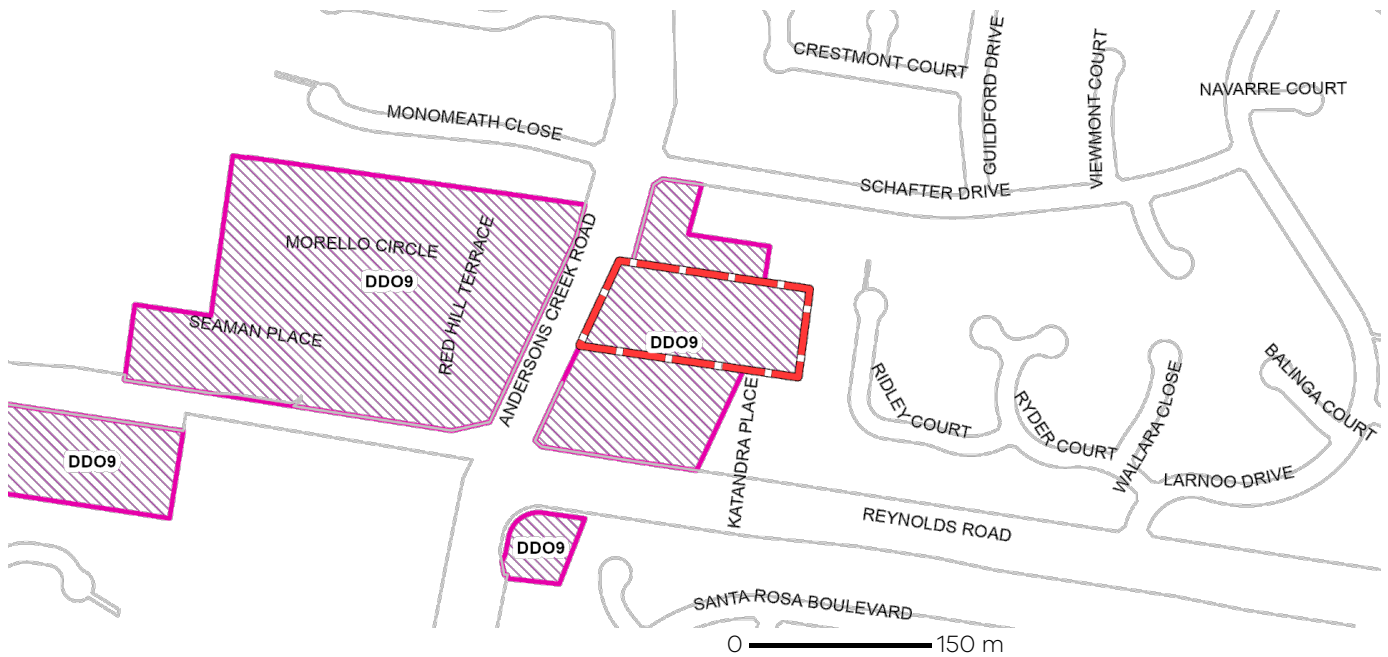 CRESTMONT COURT
GUILDFORD DRIVE
VIEWMONT COURT
NAVARRE COURT
MONOMEATH CLOSE
SCHAFTER DRIVE
MORELLO CIRCLE
RED HILL TERRACE
ANDERSONS CREEK ROAD
DDO9
SEAMAN PLACE
DDO9
KATANDRA PLACE
RIDLEY COURT
RYDER COURT
WALLARA CLOSE
BALINGA COURT
LARNOO DRIVE
DDO9
REYNOLDS ROAD
DDO9
SANTA ROSA BOULEVARD
0 150 m